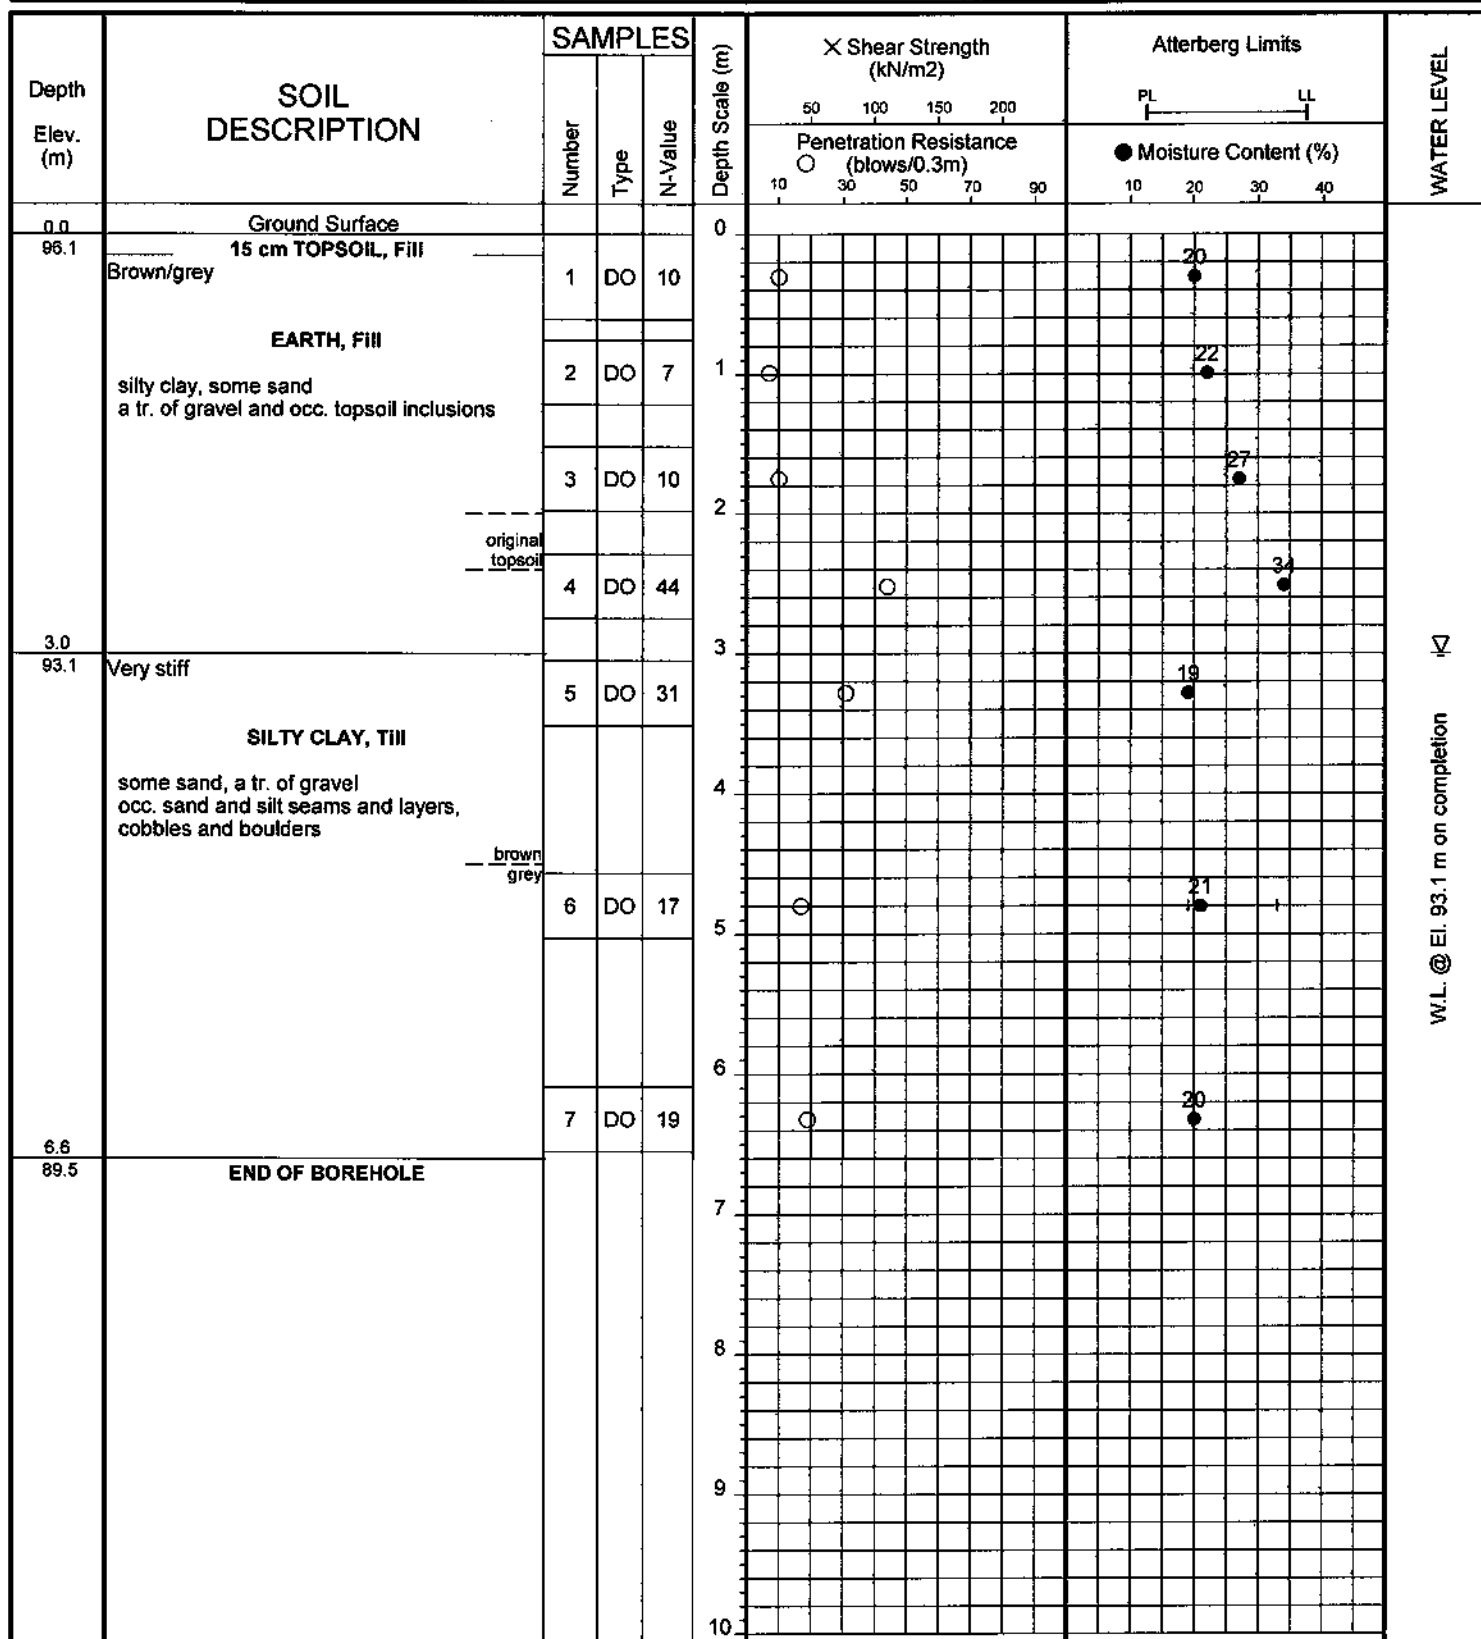 Depth
Elev.
(m)
SOIL
DESCRIPTION
SAMPLES
Number
Type
N-Value
Depth Scale (m)
× Shear Strength
(kN/m2)
50 100 150 200
Penetration Resistance
(blows/0.3m)
10 30 50 70 90
Atterberg Limits
PL LL
Moisture Content (%)
10 20 30 40
WATER LEVEL
0.0 Ground Surface
96.1 15 cm TOPSOIL, Fill
Brown/grey
EARTH, Fill
silty clay, some sand
a tr. of gravel and occ. topsoil inclusions
original
topsoil
3.0
93.1 Very stiff
SILTY CLAY, Till
some sand, a tr. of gravel
occ. sand and silt seams and layers,
cobbles and boulders
brown
grey
6.6
89.5 END OF BOREHOLE
1 DO 10
2 DO 7
3 DO 10
4 DO 44
5 DO 31
6 DO 17
7 DO 19
0
1
2
3
4
5
6
7
8
9
10
20
22
27
34
19
21
20
W.L. @ El. 93.1 m on completion